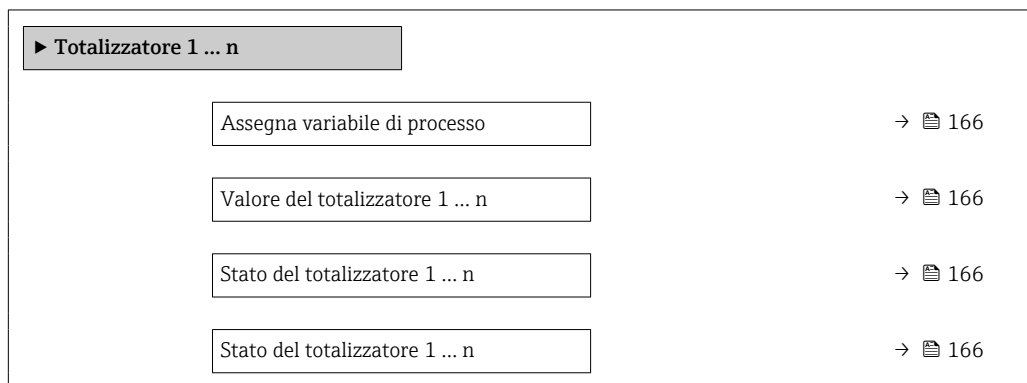 ▶ Totalizzatore 1 … n
Assegna variabile di processo → 166
Valore del totalizzatore 1 … n → 166
Stato del totalizzatore 1 … n → 166
Stato del totalizzatore 1 … n → 166